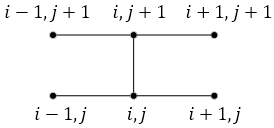 i − 1, j + 1 i, j + 1 i + 1, j + 1
i − 1, j i, j i + 1, j